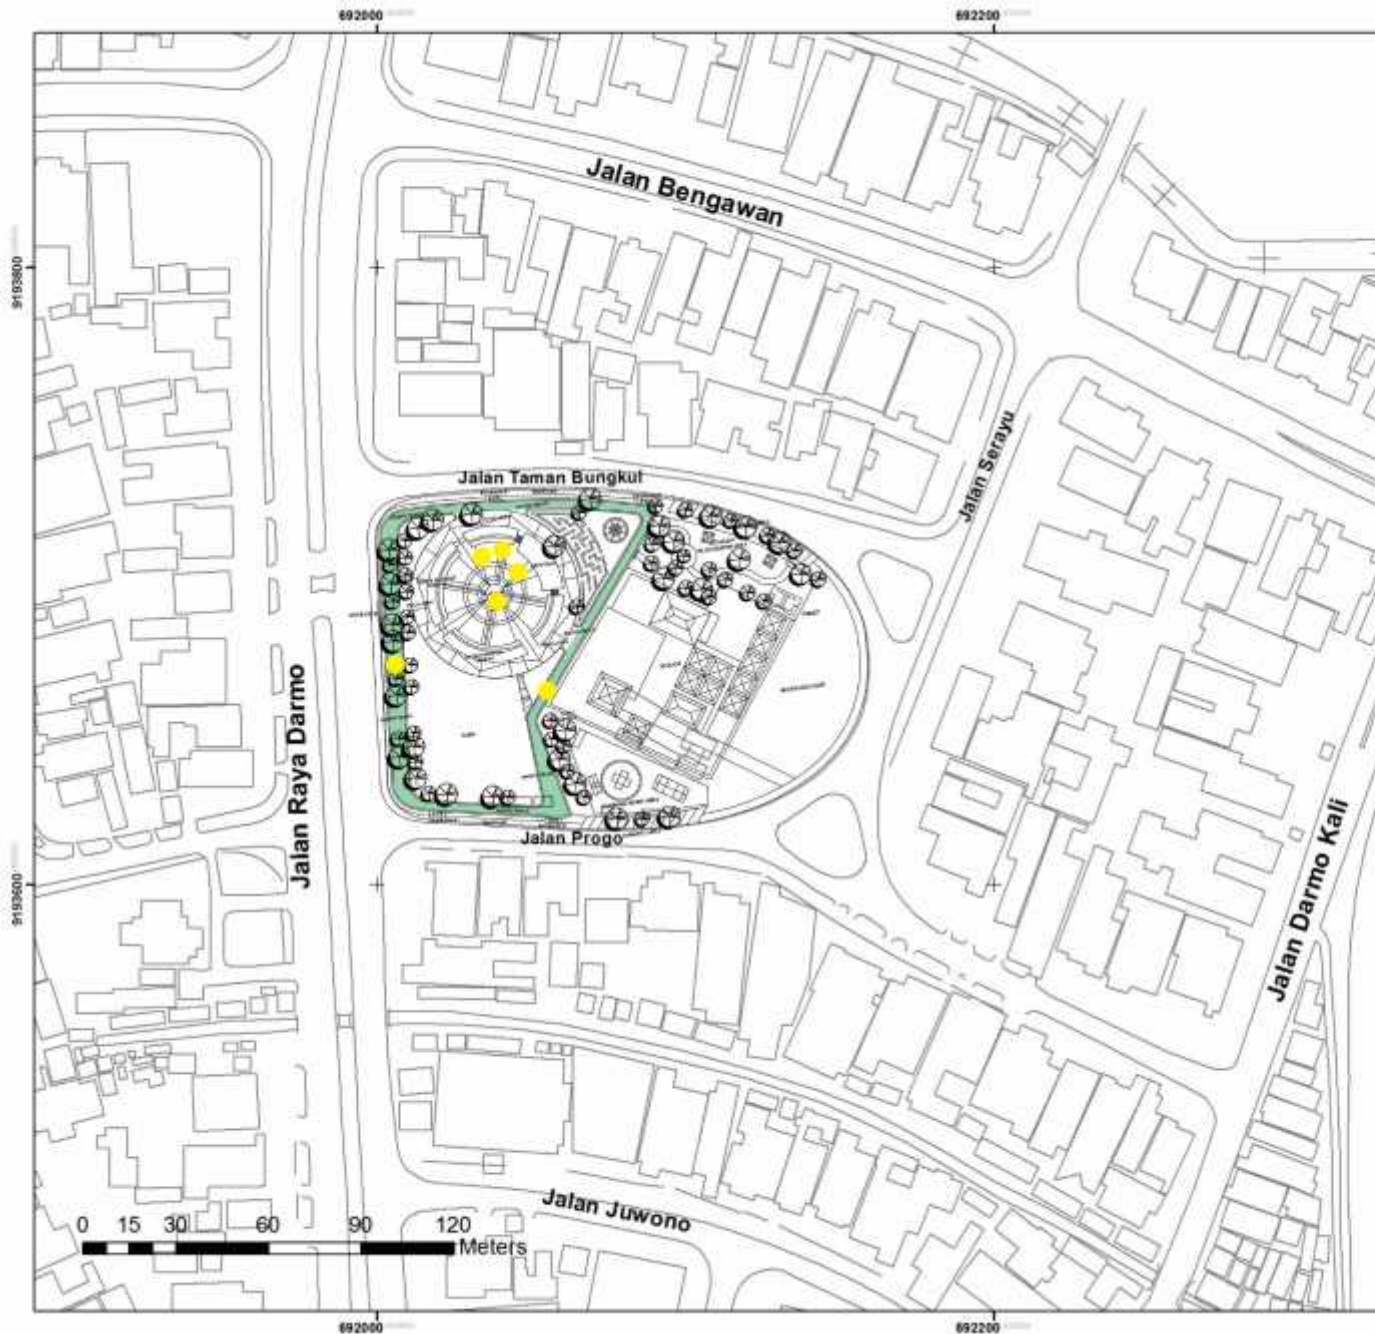 692000
692200
Jalan Bengawan
9193800
Jalan Serayu
Jalan Taman Bungkul
Jalan Raya Darmo
Jalan Progo
9193600
Jalan Darmo Kali
Jalan Juwono
0 15 30 60 90 120
Meters
692000
692200